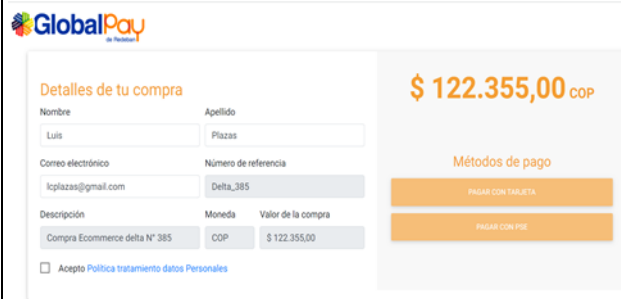 GlobalPay
de Redeban
Detalles de tu compra
Nombre
Apellido
Luis
Plazas
Correo electrónico
Número de referencia
lcplazas@gmail.com
Delta_385
Descripción
Moneda
Valor de la compra
Compra Ecommerce delta N° 385
COP
$ 122.355,00
Acepto Política tratamiento datos Personales
$ 122.355,00 COP
Métodos de pago
PAGAR CON TARJETA
PAGAR CON PSE